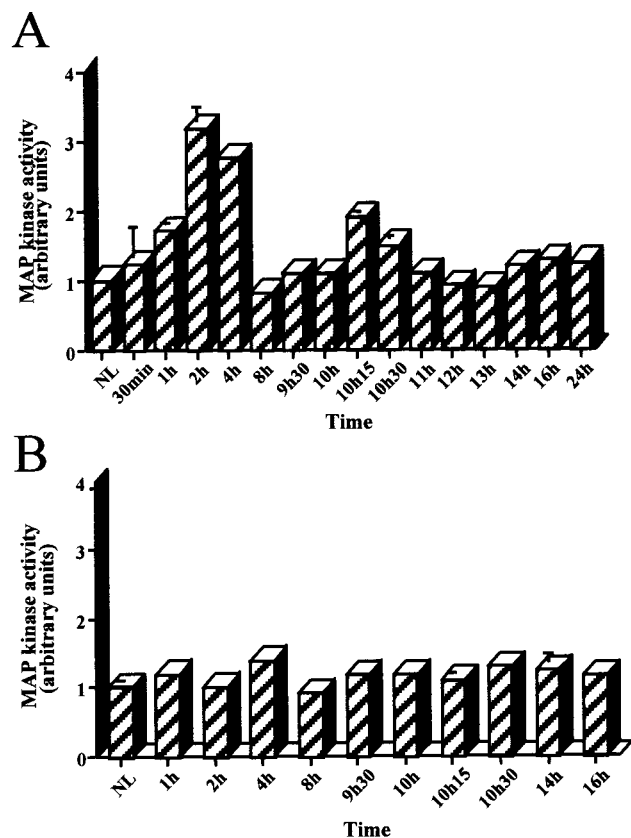 A
MAP kinase activity
(arbitrary units)
4
3
2
1
0
NL
30min
1h
2h
4h
8h
9h30
10h
10h15
10h30
11h
12h
13h
14h
16h
24h
Time
B
MAP kinase activity
(arbitrary units)
4
3
2
1
0
NL
1h
2h
4h
8h
9h30
10h
10h15
10h30
14h
16h
Time